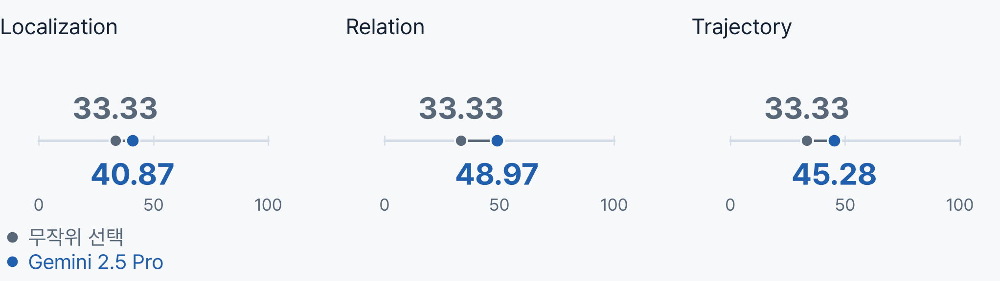 Localization
Relation
Trajectory
33.33
33.33
33.33
40.87
48.97
45.28
0 50 100
0 50 100
0 50 100
무작위 선택
Gemini 2.5 Pro